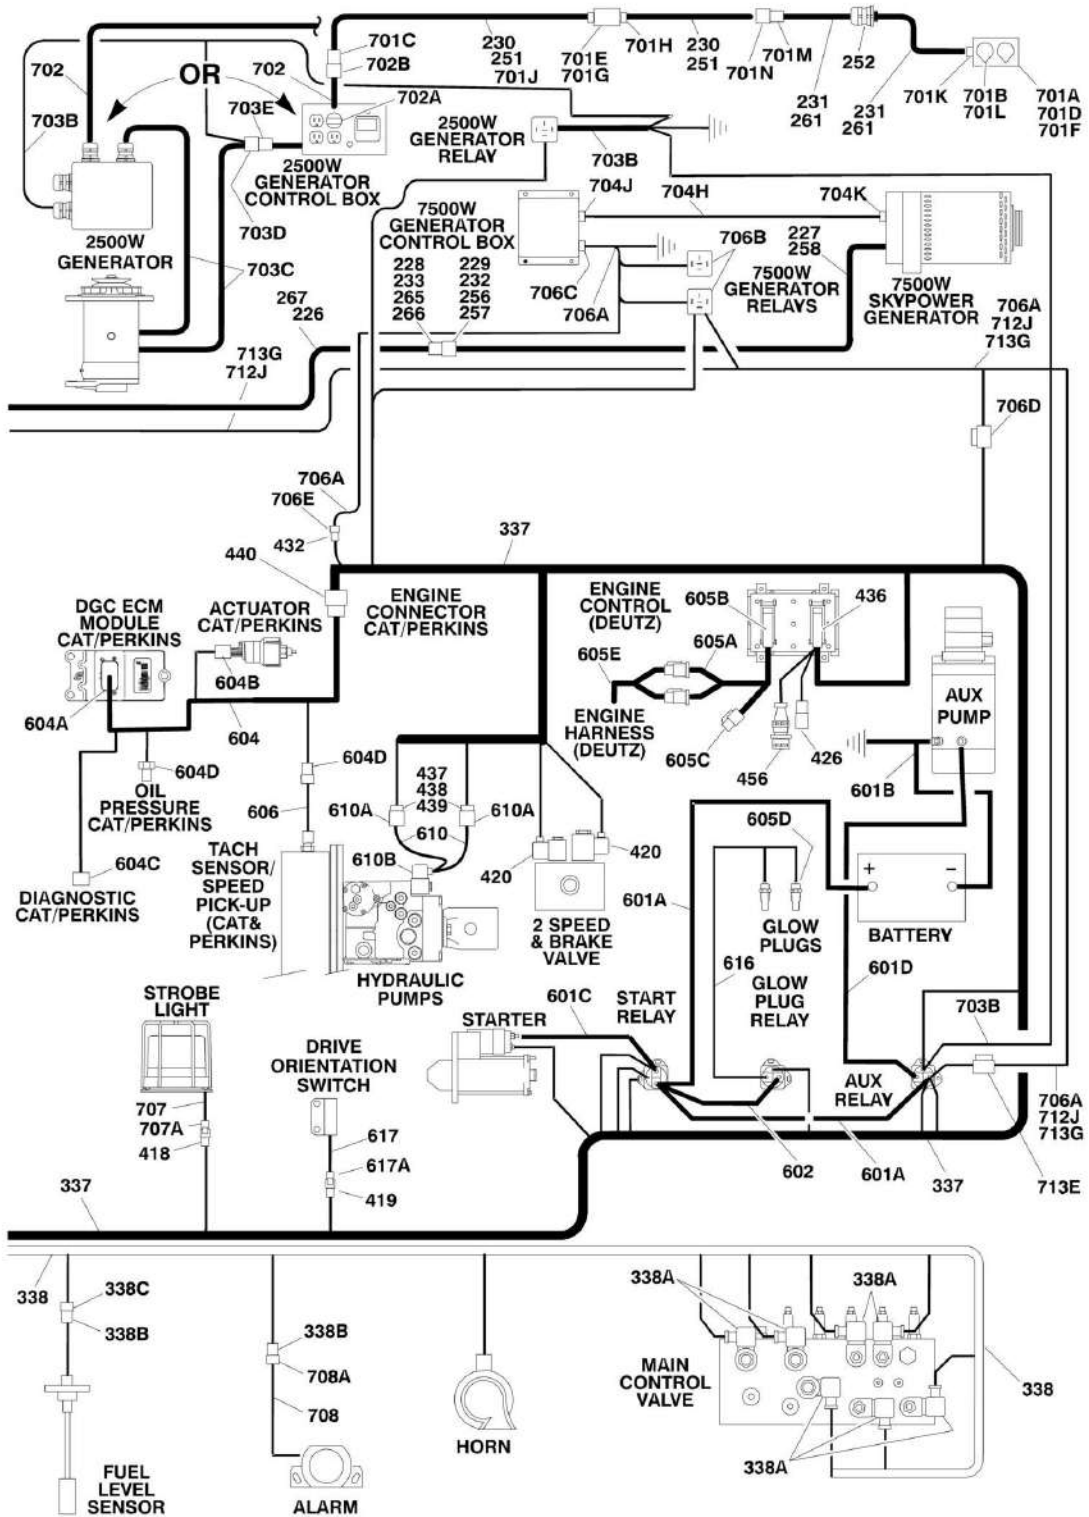 702
OR
702
701C
702B
230
251
701J
701E
701G
701H
230
251
701N
701M
231
261
252
231
261
701K
701B
701L
701A
701D
701F
703B
703E
702A
2500W
GENERATOR
CONTROL BOX
2500W
GENERATOR
RELAY
703B
703D
704J
704H
704K
2500W
GENERATOR
703C
7500W
GENERATOR
CONTROL BOX
228
233
265
266
229
232
256
257
706C
706A
706B
7500W
GENERATOR
RELAYS
227
258
7500W
SKYPOWER
GENERATOR
267
226
713G
712J
706A
712J
713G
706D
706A
706E
432
440
337
DGC ECM
MODULE
CAT/PERKINS
ACTUATOR
CAT/PERKINS
604B
ENGINE
CONNECTOR
CAT/PERKINS
ENGINE
CONTROL
(DEUTZ)
605B
436
605E
605A
604A
604
ENGINE
HARNESS
(DEUTZ)
605C
456
426
AUX
PUMP
601B
604D
OIL
PRESSURE
CAT/PERKINS
606
604D
437
438
439
610A
610
610A
605D
604C
DIAGNOSTIC
CAT/PERKINS
TACH
SENSOR/
SPEED
PICK-UP
(CAT&
PERKINS)
610B
420
420
601A
+
-
2 SPEED
& BRAKE
VALVE
GLOW
PLUGS
BATTERY
HYDRAULIC
PUMPS
616
GLOW
PLUG
RELAY
601D
STROBE
LIGHT
601C
START
RELAY
STARTER
703B
DRIVE
ORIENTATION
SWITCH
AUX
RELAY
707
707A
418
617
617A
419
706A
712J
713G
602
601A
337
713E
337
338
338C
338B
338B
708A
708
338A
338A
MAIN
CONTROL
VALVE
338
338A
HORN
FUEL
LEVEL
SENSOR
ALARM